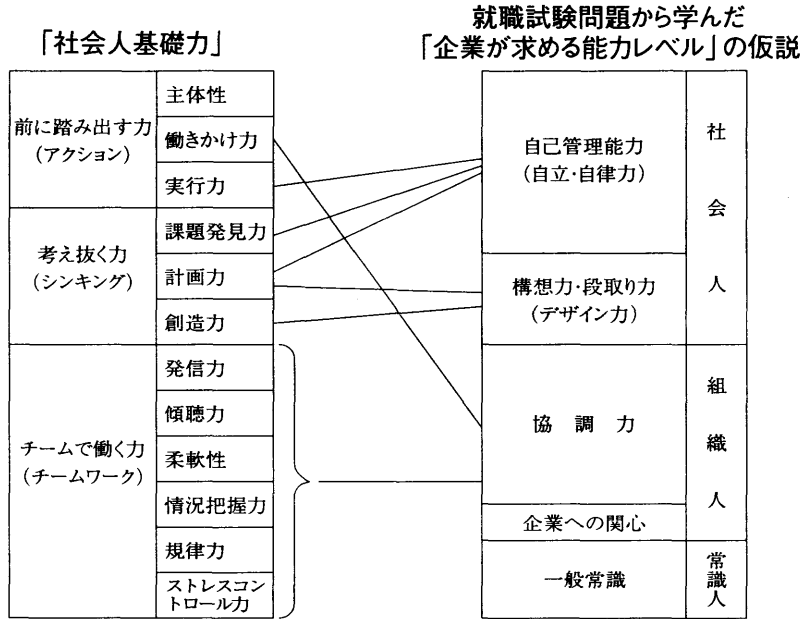 「社会人基礎力」
就職試験問題から学んだ
「企業が求める能力レベル」の仮説
前に踏み出す力
（アクション）
主体性
働きかけ力
実行力
考え抜く力
（シンキング）
課題発見力
計画力
創造力
チームで働く力
（チームワーク）
発信力
傾聴力
柔軟性
情況把握力
規律力
ストレスコン
トロール力
自己管理能力
（自立・自律力）
構想力・段取り力
（デザイン力）
社会人
協調力
企業への関心
組織人
一般常識
常識人